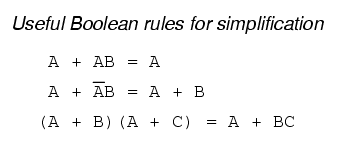 Useful Boolean rules for simplification
A + AB = A
A + A̅B = A + B
(A + B)(A + C) = A + BC